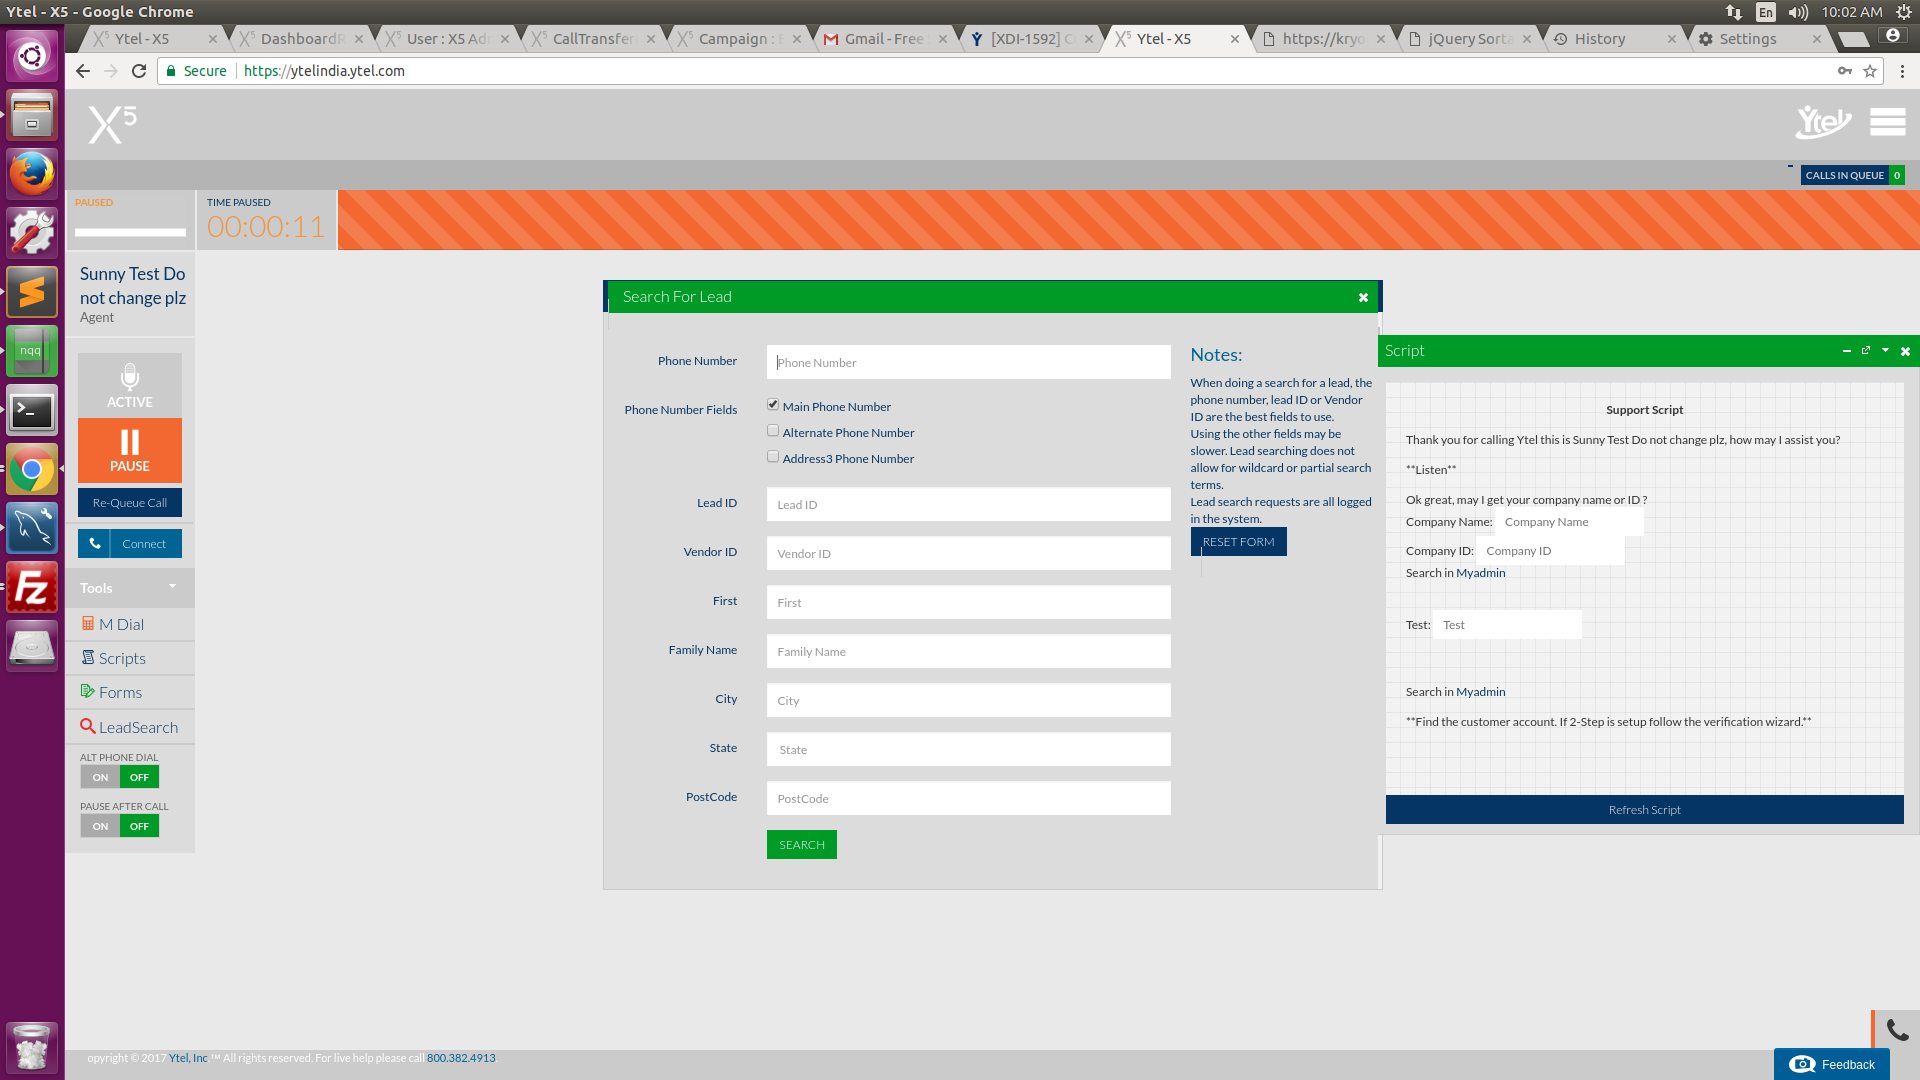 Ytel - X5 - Google Chrome
En
10:02 AM
Ytel - X5
DashboardR
User : X5 Ad
CallTransfer
Campaign :
Gmail - Free
[XDI-1592]
Ytel - X5
https://kryo
jQuery Sorta
History
Settings
Secure
https://ytelindia.ytel.com
X5
Ytel
CALLS IN QUEUE 0
PAUSED
TIME PAUSED
00:00:11
Sunny Test Do
not change plz
Agent
nqq
ACTIVE
PAUSE
Re-Queue Call
Connect
Tools
M Dial
Scripts
Forms
LeadSearch
ALT PHONE DIAL
ON OFF
PAUSE AFTER CALL
ON OFF
Search For Lead
Phone Number
Phone Number
Phone Number Fields
Main Phone Number
Alternate Phone Number
Address3 Phone Number
Lead ID
Lead ID
Vendor ID
Vendor ID
First
First
Family Name
Family Name
City
City
State
State
PostCode
PostCode
SEARCH
Notes:
When doing a search for a lead, the
phone number, lead ID or Vendor
ID are the best fields to use.
Using the other fields may be
slower. Lead searching does not
allow for wildcard or partial search
terms.
Lead search requests are all logged
in the system.
RESET FORM
Script
Support Script
Thank you for calling Ytel this is Sunny Test Do not change plz, how may I assist you?
**Listen**
Ok great, may I get your company name or ID ?
Company Name: Company Name
Company ID: Company ID
Search in Myadmin
Test: Test
Search in Myadmin
**Find the customer account. If 2-Step is setup follow the verification wizard.**
Refresh Script
opyright © 2017 Ytel, Inc ™ All rights reserved. For live help please call 800.382.4913
Feedback